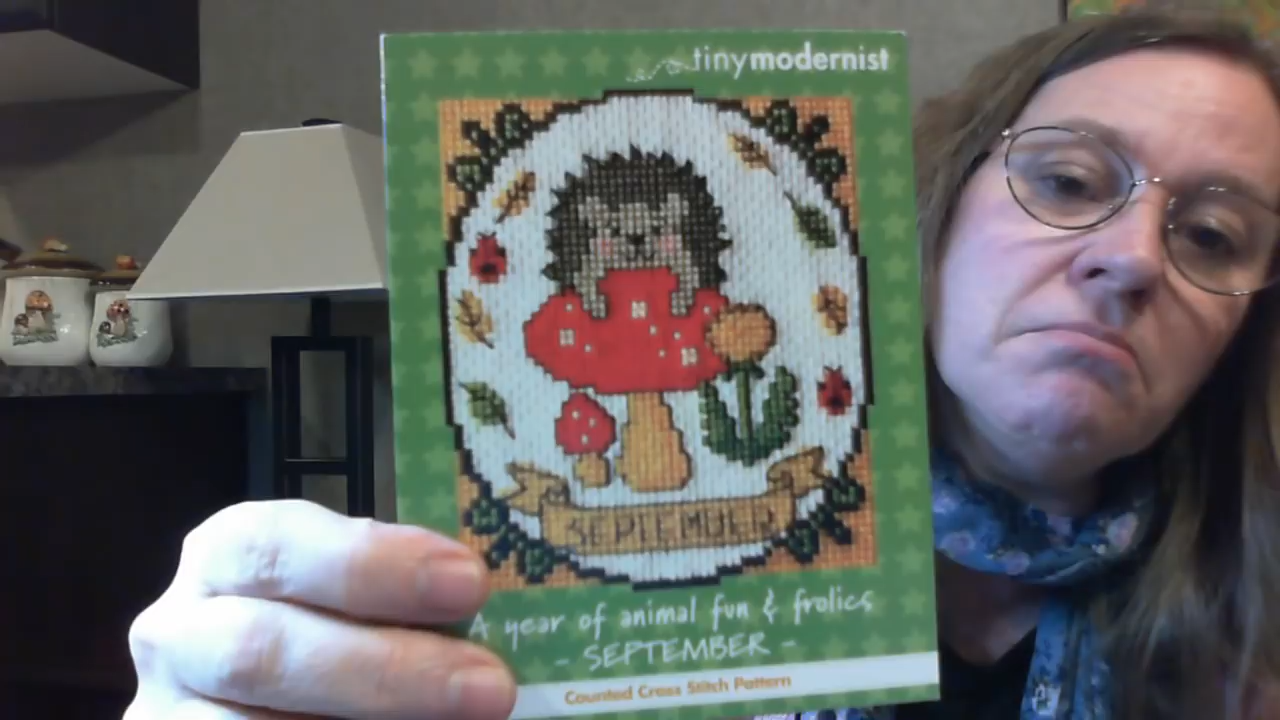 tinymodernist
SEPTEMBER
A year of animal fun & frolics
- SEPTEMBER -
Counted Cross Stitch Pattern